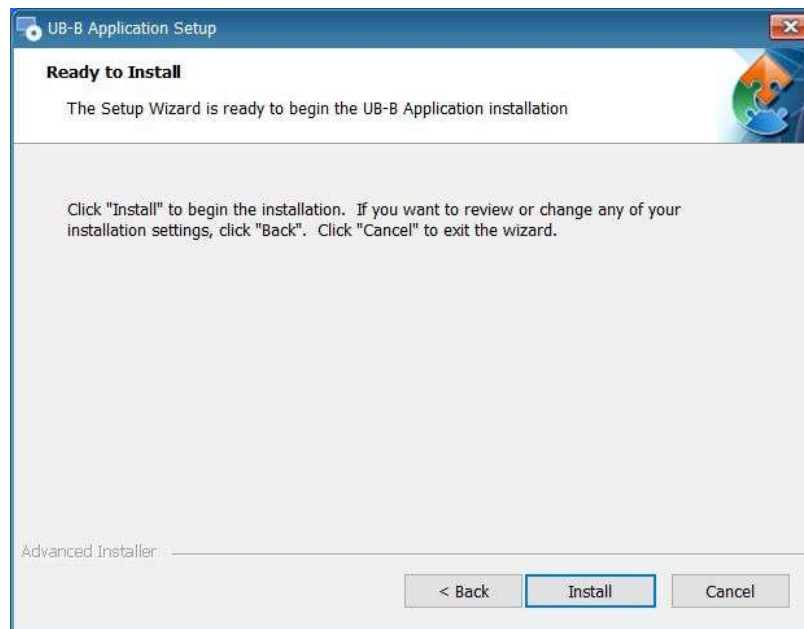 UB-B Application Setup
Ready to Install
The Setup Wizard is ready to begin the UB-B Application installation
Click "Install" to begin the installation.  If you want to review or change any of your
installation settings, click "Back".  Click "Cancel" to exit the wizard.
Advanced Installer
< Back
Install
Cancel